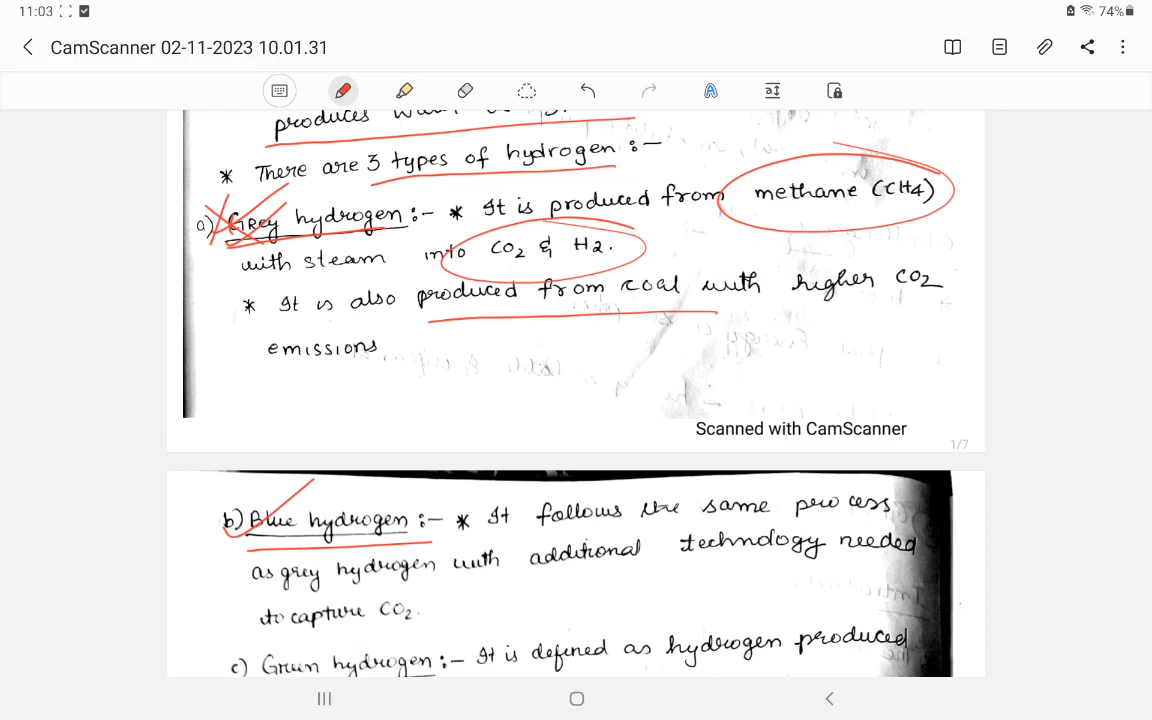 11:03
74%
CamScanner 02-11-2023 10.01.31
produces
* There are 3 types of hydrogen :-
a) Grey hydrogen :- * It is produced from methane (CH4)
with steam into CO2 & H2.
* It is also produced from coal with higher CO2
emissions
Scanned with CamScanner
1/7
b) Blue hydrogen :- * It follows the same process
as grey hydrogen with additional technology needed
to capture CO2.
c) Green hydrogen :- It is defined as hydrogen produced